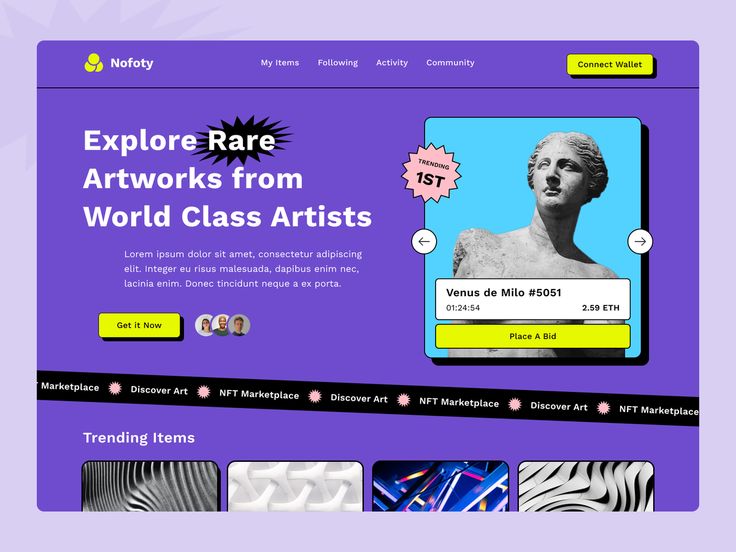 Nofoty
My Items
Following
Activity
Community
Connect Wallet
Explore Rare
Artworks from
World Class Artists
Lorem ipsum dolor sit amet, consectetur adipiscing
elit. Integer eu risus malesuada, dapibus enim nec,
lacinia enim. Donec tincidunt neque a ex porta.
Get it Now
TRENDING
1ST
Venus de Milo #5051
01:24:54
2.59 ETH
Place A Bid
T Marketplace
Discover Art
NFT Marketplace
Discover Art
NFT Marketplace
Discover Art
NFT Marketplace
Trending Items